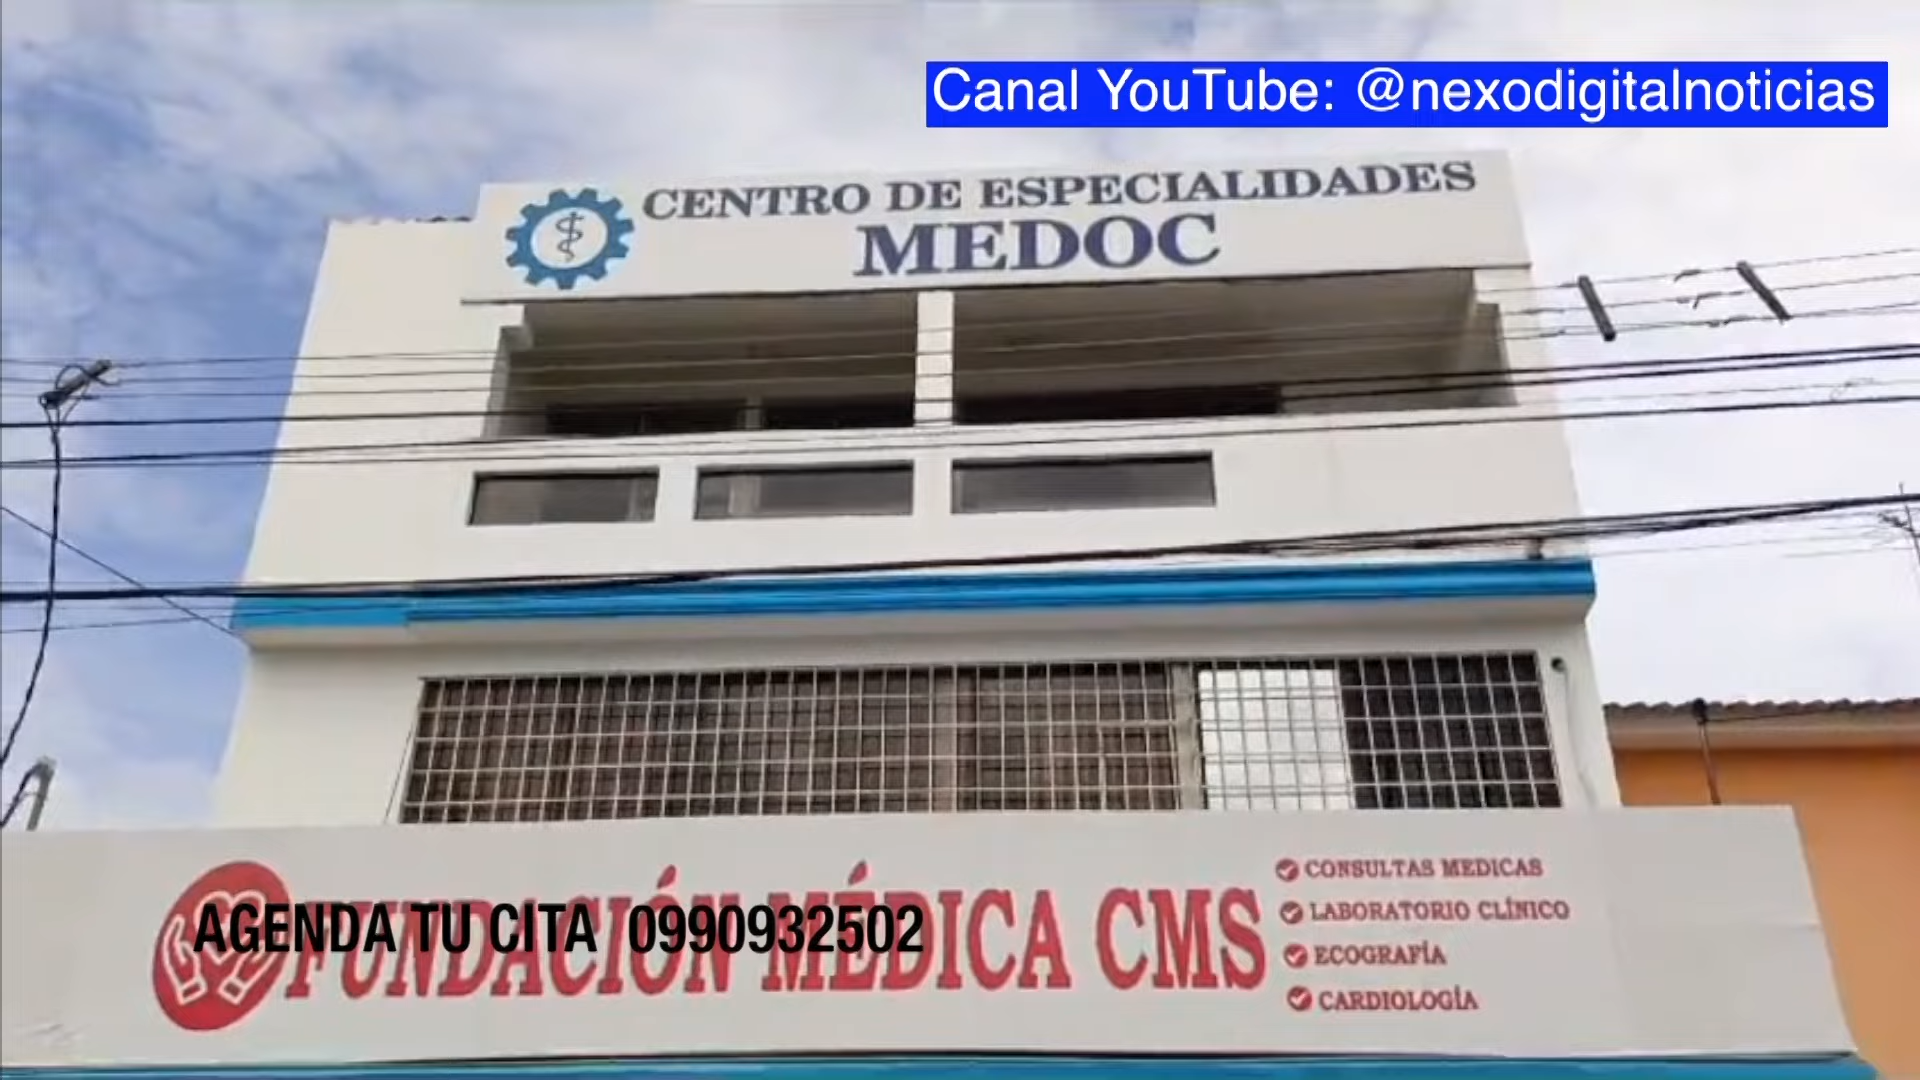 Canal YouTube: @nexodigitalnoticias
CENTRO DE ESPECIALIDADES
MEDOC
FUNDACIÓN MÉDICA CMS
AGENDA TU CITA 0990932502
CONSULTAS MEDICAS
LABORATORIO CLÍNICO
ECOGRAFÍA
CARDIOLOGÍA